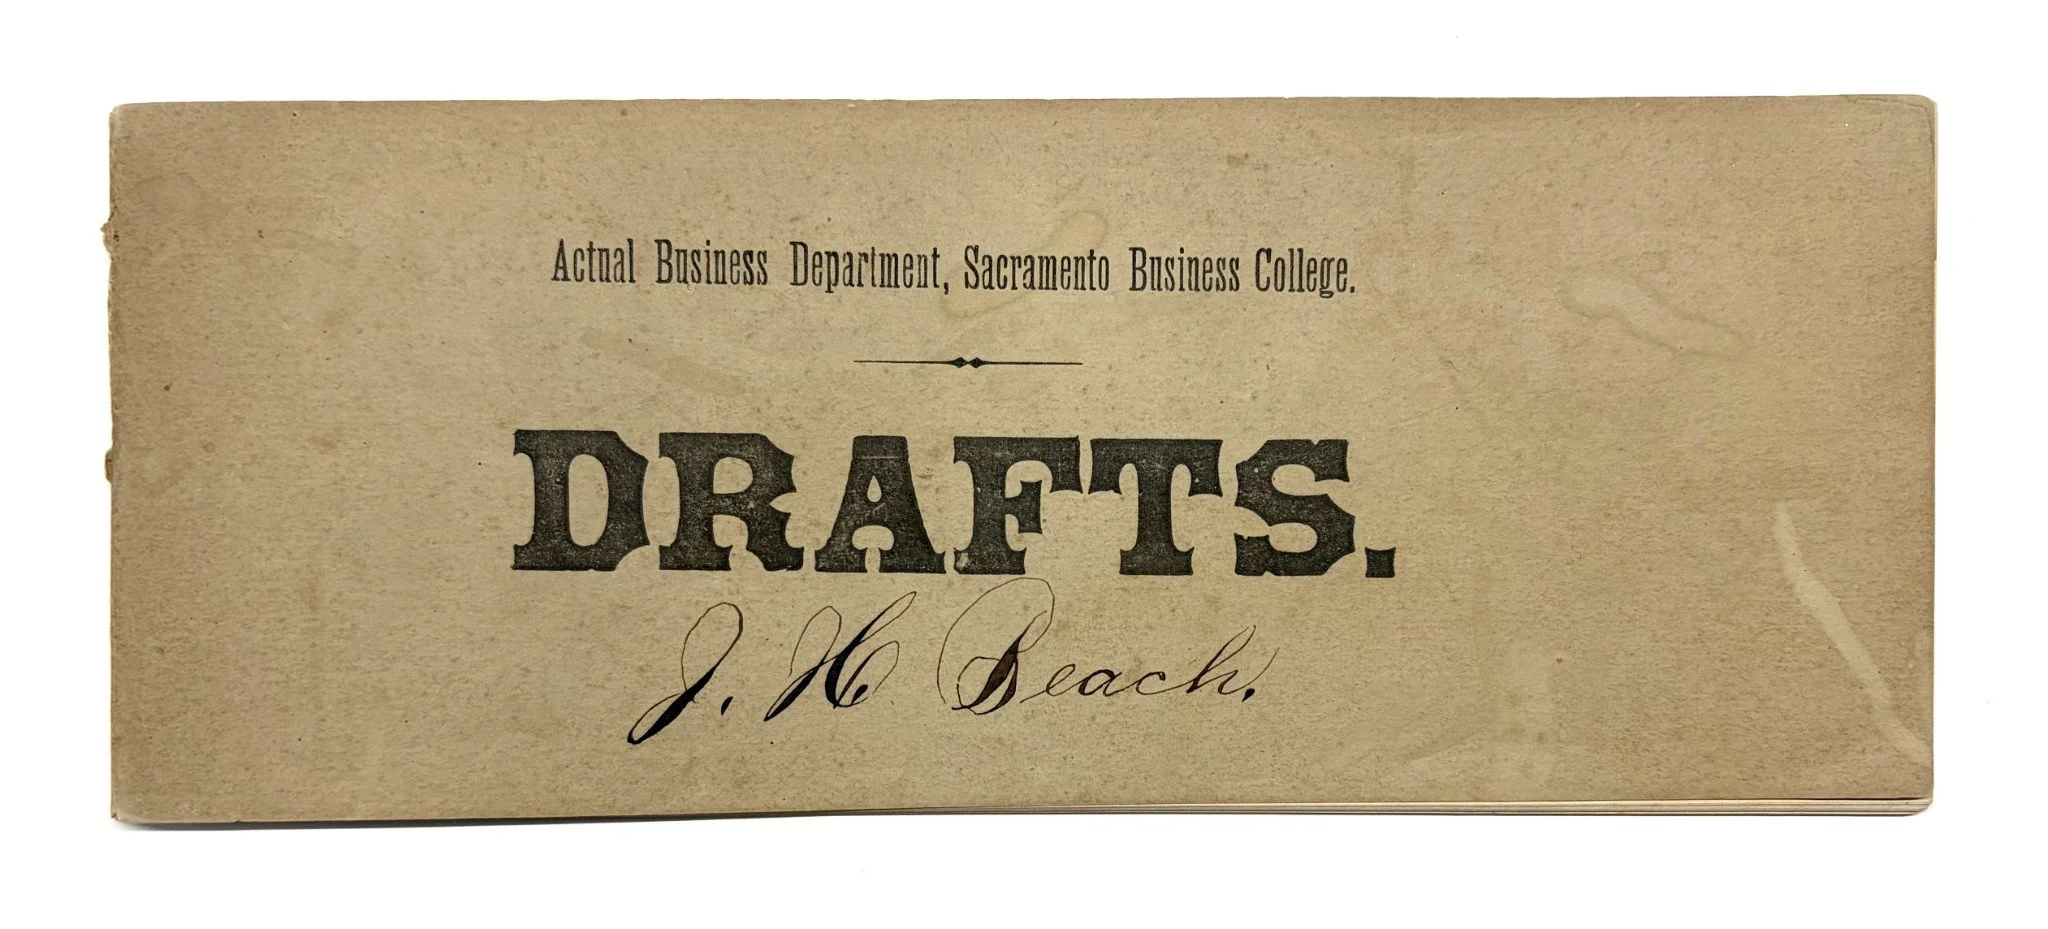 Actual Business Department, Sacramento Business College.
DRAFTS.
J. H. Beach.